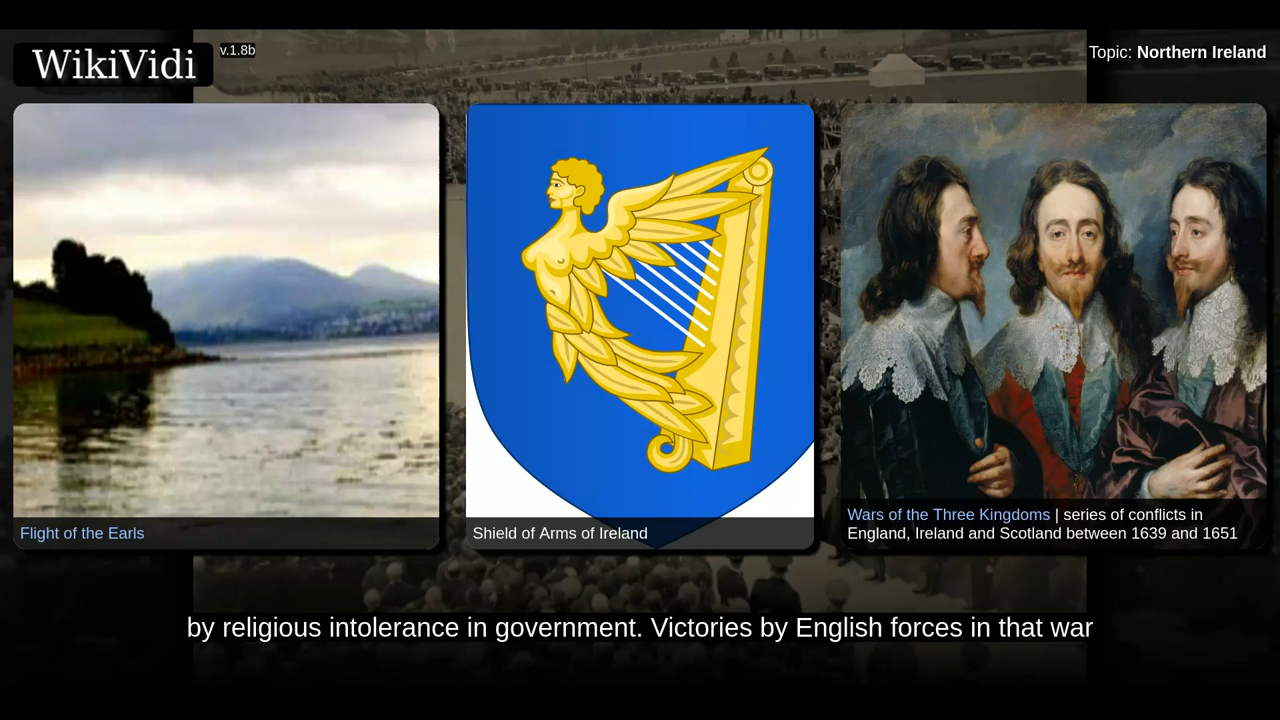 WikiVidi
v.1.8b
Topic: Northern Ireland
Flight of the Earls
Shield of Arms of Ireland
Wars of the Three Kingdoms | series of conflicts in
England, Ireland and Scotland between 1639 and 1651
by religious intolerance in government. Victories by English forces in that war